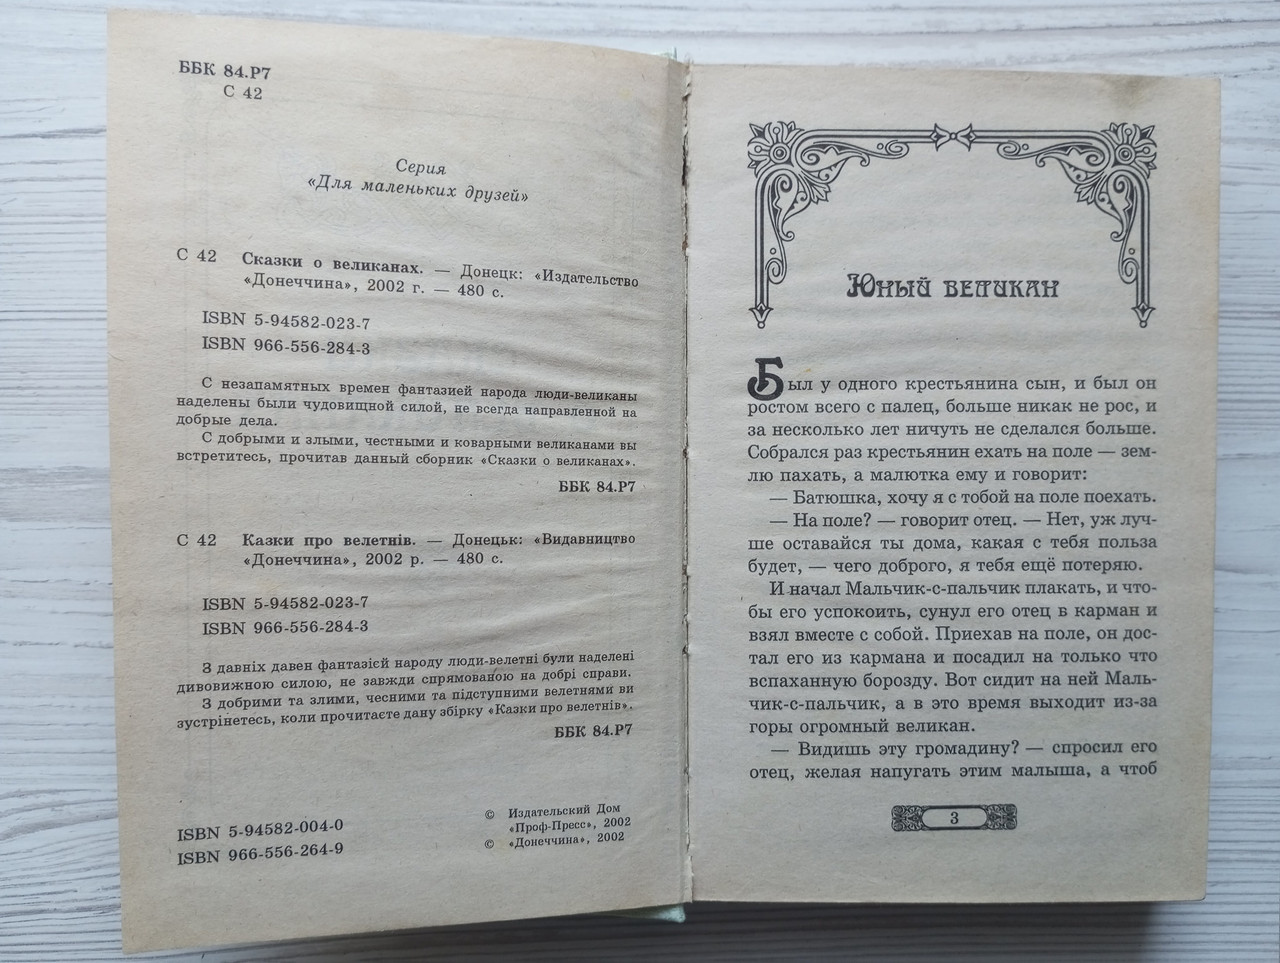 ББК 84.Р7
С 42
Серия
«Для маленьких друзей»
С 42 Сказки о великанах. — Донецк: «Издательство
«Донеччина», 2002 г. — 480 с.
ISBN 5-94582-023-7
ISBN 966-556-284-3
С незапамятных времен фантазией народа люди-великаны
наделены были чудовищной силой, не всегда направленной на
добрые дела.
С добрыми и злыми, честными и коварными великанами вы
встретитесь, прочитав данный сборник «Сказки о великанах».
ББК 84.Р7
С 42 Казки про велетнів. — Донецьк: «Видавництво
«Донеччина», 2002 р. — 480 с.
ISBN 5-94582-023-7
ISBN 966-556-284-3
З давніх давен фантазією народу люди-велетні були наделені
дивовижною силою, не завжди спрямованою на добрі справи.
З добрими та злими, чесними та підступними велетнями ви
зустрінетесь, коли прочитаєте дану збірку «Казки про велетнів».
ББК 84.Р7
ISBN 5-94582-004-0
ISBN 966-556-264-9
© Издательский Дом
«Проф-Пресс», 2002
© «Донеччина», 2002
Юный великан
Был у одного крестьянина сын, и был он
ростом всего с палец, больше никак не рос, и
за несколько лет ничуть не сделался больше.
Собрался раз крестьянин ехать на поле — зем-
лю пахать, а малютка ему и говорит:
— Батюшка, хочу я с тобой на поле поехать.
— На поле? — говорит отец. — Нет, уж луч-
ше оставайся ты дома, какая с тебя польза
будет, — чего доброго, я тебя ещё потеряю.
И начал Мальчик-с-пальчик плакать, и что-
бы его успокоить, сунул его отец в карман и
взял вместе с собой. Приехав на поле, он дос-
тал его из кармана и посадил на только что
вспаханную борозду. Вот сидит на ней Маль-
чик-с-пальчик, а в это время выходит из-за
горы огромный великан.
— Видишь эту громадину? — спросил его
отец, желая напугать этим малыша, а чтоб
3